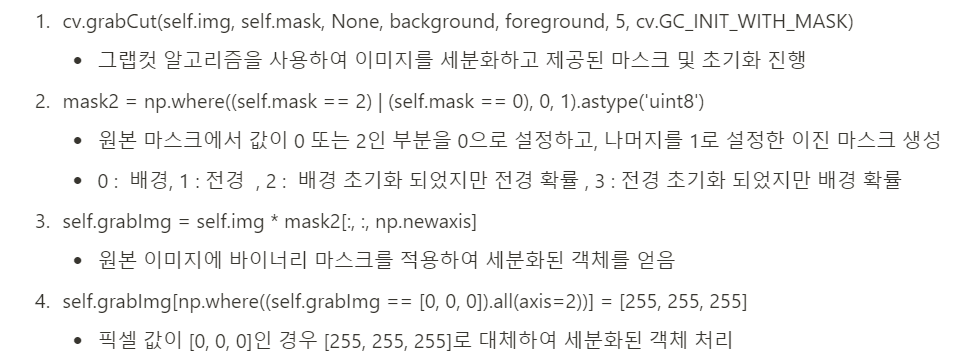 1. cv.grabCut(self.img, self.mask, None, background, foreground, 5, cv.GC_INIT_WITH_MASK)
• 그랩컷 알고리즘을 사용하여 이미지를 세분화하고 제공된 마스크 및 초기화 진행
2. mask2 = np.where((self.mask == 2) | (self.mask == 0), 0, 1).astype('uint8')
• 원본 마스크에서 값이 0 또는 2인 부분을 0으로 설정하고, 나머지를 1로 설정한 이진 마스크 생성
• 0 : 배경, 1 : 전경 , 2 : 배경 초기화 되었지만 전경 확률 , 3 : 전경 초기화 되었지만 배경 확률
3. self.grabImg = self.img * mask2[:, :, np.newaxis]
• 원본 이미지에 바이너리 마스크를 적용하여 세분화된 객체를 얻음
4. self.grabImg[np.where((self.grabImg == [0, 0, 0]).all(axis=2))] = [255, 255, 255]
• 픽셀 값이 [0, 0, 0]인 경우 [255, 255, 255]로 대체하여 세분화된 객체 처리